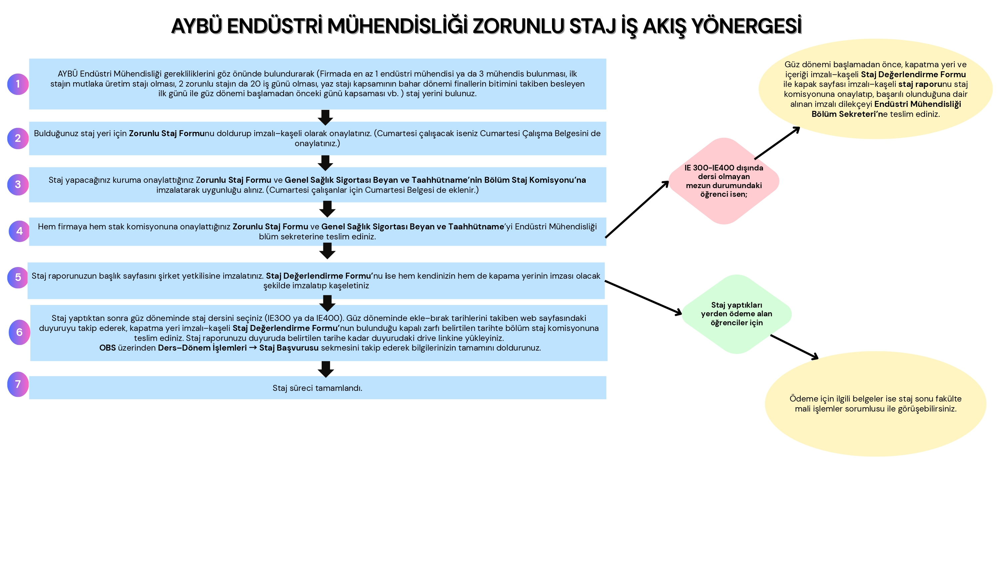 AYBÜ ENDÜSTRİ MÜHENDİSLİĞİ ZORUNLU STAJ İŞ AKIŞ YÖNERGESİ
1
AYBÜ Endüstri Mühendisliği gerekliliklerini göz önünde bulundurarak (Firmada en az 1 endüstri mühendisi ya da 3 mühendis bulunması, ilk
stajın mutlaka üretim stajı olması, 2 zorunlu stajın da 20 iş günü olması, yaz stajı kapsamının bahar dönemi finallerin bitimini takiben besleyen
ilk günü ile güz dönemi başlamadan önceki günü kapsaması vb. ) staj yerini bulunuz.
2
Bulduğunuz staj yeri için Zorunlu Staj Formunu doldurup imzalı–kaşeli olarak onaylatınız. (Cumartesi çalışacak iseniz Cumartesi Çalışma Belgesini de
onaylatınız.)
3
Staj yapacağınız kuruma onaylattığınız Zorunlu Staj Formu ve Genel Sağlık Sigortası Beyan ve Taahhütname’nin Bölüm Staj Komisyonu’na
imzalatarak uygunluğu alınız. (Cumartesi çalışanlar için Cumartesi Belgesi de eklenir.)
4
Hem firmaya hem stak komisyonuna onaylattığınız Zorunlu Staj Formu ve Genel Sağlık Sigortası Beyan ve Taahhütname’yi Endüstri Mühendisliği
blüm sekreterine teslim ediniz.
5
Staj raporunuzun başlık sayfasını şirket yetkilisine imzalatınız. Staj Değerlendirme Formu’nu ise hem kendinizin hem de kapama yerinin imzası olacak
şekilde imzalatıp kaşeletiniz
6
Staj yaptıktan sonra güz döneminde staj dersini seçiniz (IE300 ya da IE400). Güz döneminde ekle–bırak tarihlerini takiben web sayfasındaki
duyuruyu takip ederek, kapatma yeri imzalı–kaşeli Staj Değerlendirme Formu’nun bulunduğu kapalı zarfı belirtilen tarihte bölüm staj komisyonuna
teslim ediniz. Staj raporunuzu duyuruda belirtilen tarihe kadar duyurudaki drive linkine yükleyiniz.
OBS üzerinden Ders–Dönem İşlemleri → Staj Başvurusu sekmesini takip ederek bilgilerinizin tamamını doldurunuz.
7
Staj süreci tamamlandı.
IE 300-IE400 dışında
dersi olmayan
mezun durumundaki
öğrenci isen;
Güz dönemi başlamadan önce, kapatma yeri ve
içeriği imzalı–kaşeli Staj Değerlendirme Formu
ile kapak sayfası imzalı–kaşeli staj raporunu staj
komisyonuna onaylatıp, başarılı olunduğuna dair
alınan imzalı dilekçeyi Endüstri Mühendisliği
Bölüm Sekreteri’ne teslim ediniz.
Staj yaptıkları
yerden ödeme alan
öğrenciler için
Ödeme için ilgili belgeler ise staj sonu fakülte
mali işlemler sorumlusu ile görüşebilirsiniz.